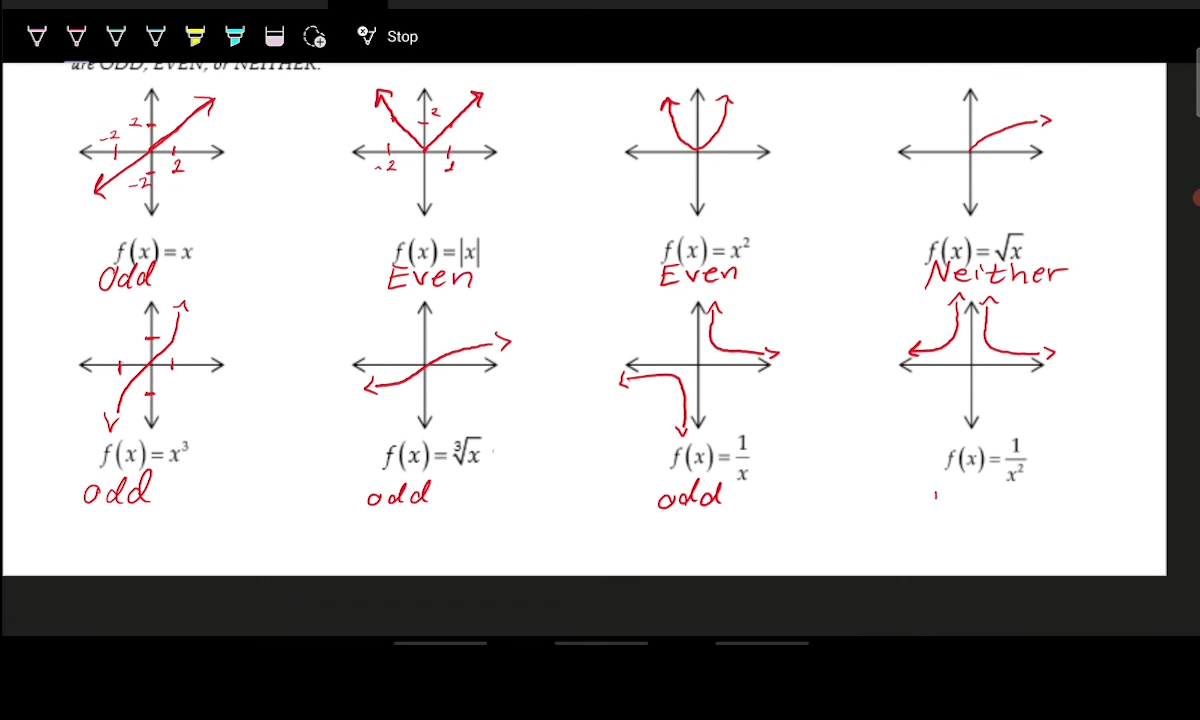 Stop
are ODD, EVEN, or NEITHER.
2
-2
2
-2
2
-2
1
f(x) = x
f(x) = |x|
f(x) = x²
f(x) = √x
Odd
Even
Even
Neither
f(x) = x³
f(x) = ∛x
f(x) = 1/x
f(x) = 1/x²
odd
odd
odd